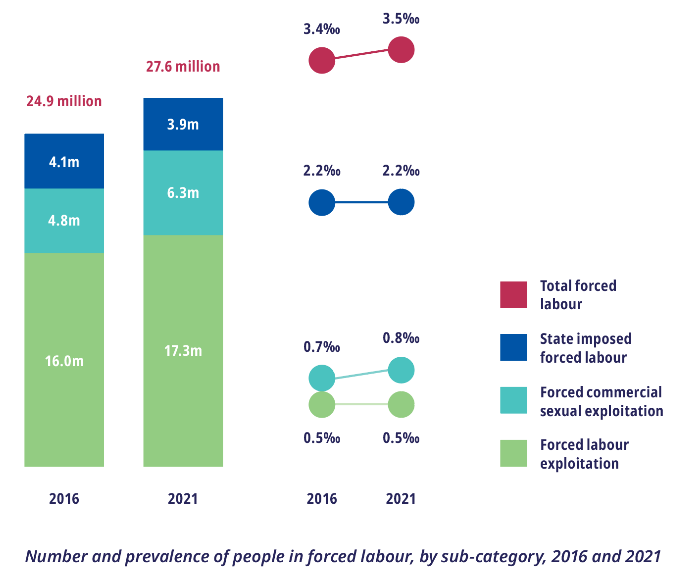 3.4‰
3.5‰
24.9 million
27.6 million
4.1m
3.9m
4.8m
6.3m
16.0m
17.3m
2016
2021
2.2‰
2.2‰
0.7‰
0.8‰
0.5‰
0.5‰
2016
2021
Total forced
labour
State imposed
forced labour
Forced commercial
sexual exploitation
Forced labour
exploitation
Number and prevalence of people in forced labour, by sub-category, 2016 and 2021